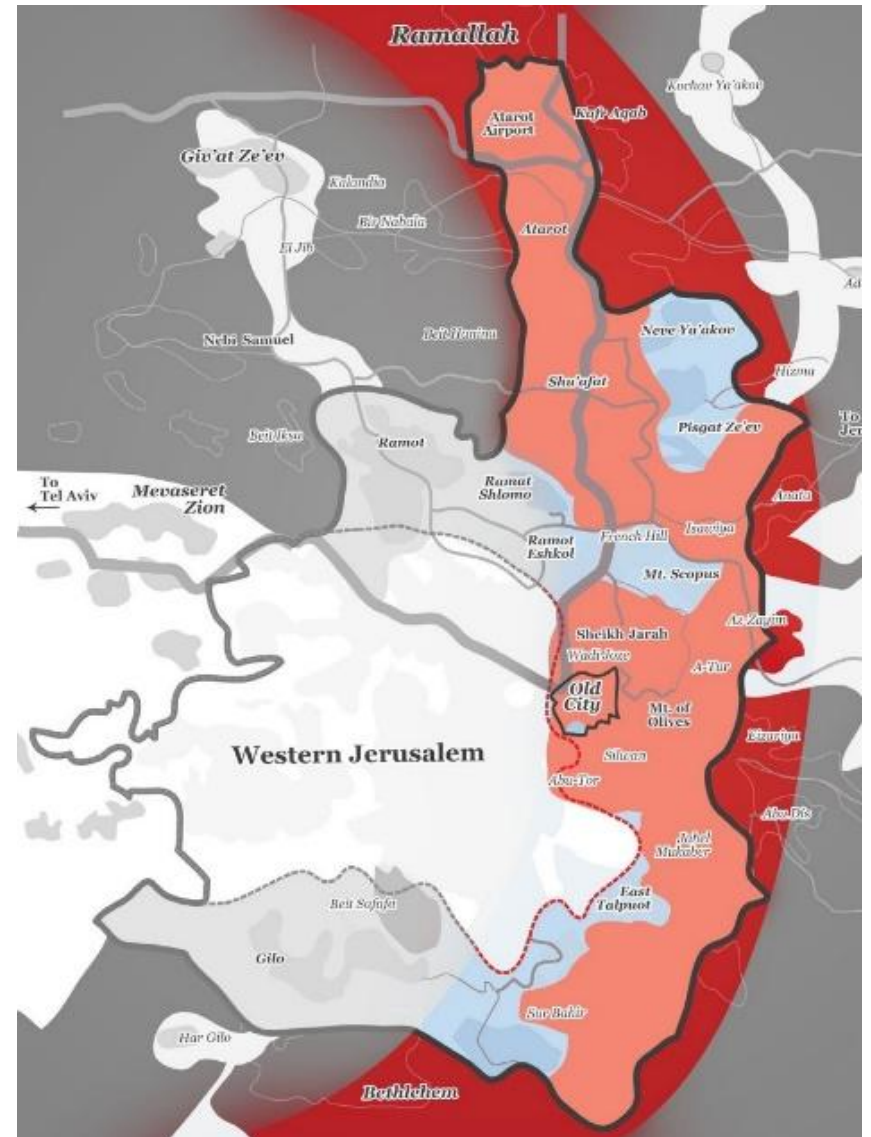 Ramallah
Kochav Ya'akov
Atarot
Airport
Kafr Aqab
Giv'at Ze'ev
Kalandia
Bir Nabala
Atarot
El Jib
Neve Ya'akov
Beit Hanina
Nebi Samuel
Hizma
Shu'afat
To
Beit Iksa
Ramot
Pisgat Ze'ev
To
Tel Aviv
Mevaseret
Zion
Ramat
Shlomo
Anata
Isawiya
Ramot
Eshkol
French Hill
Mt. Scopus
Az-Zayim
Sheikh Jarah
Wadi-Joze
A-Tur
Old
City
Mt. of
Olives
Western Jerusalem
Silwan
Eizariya
Abu-Tor
Abu Dis
Jabel
Mukaber
East
Talpuot
Beit Safafa
Gilo
Sur Bahir
Har Gilo
Bethlehem